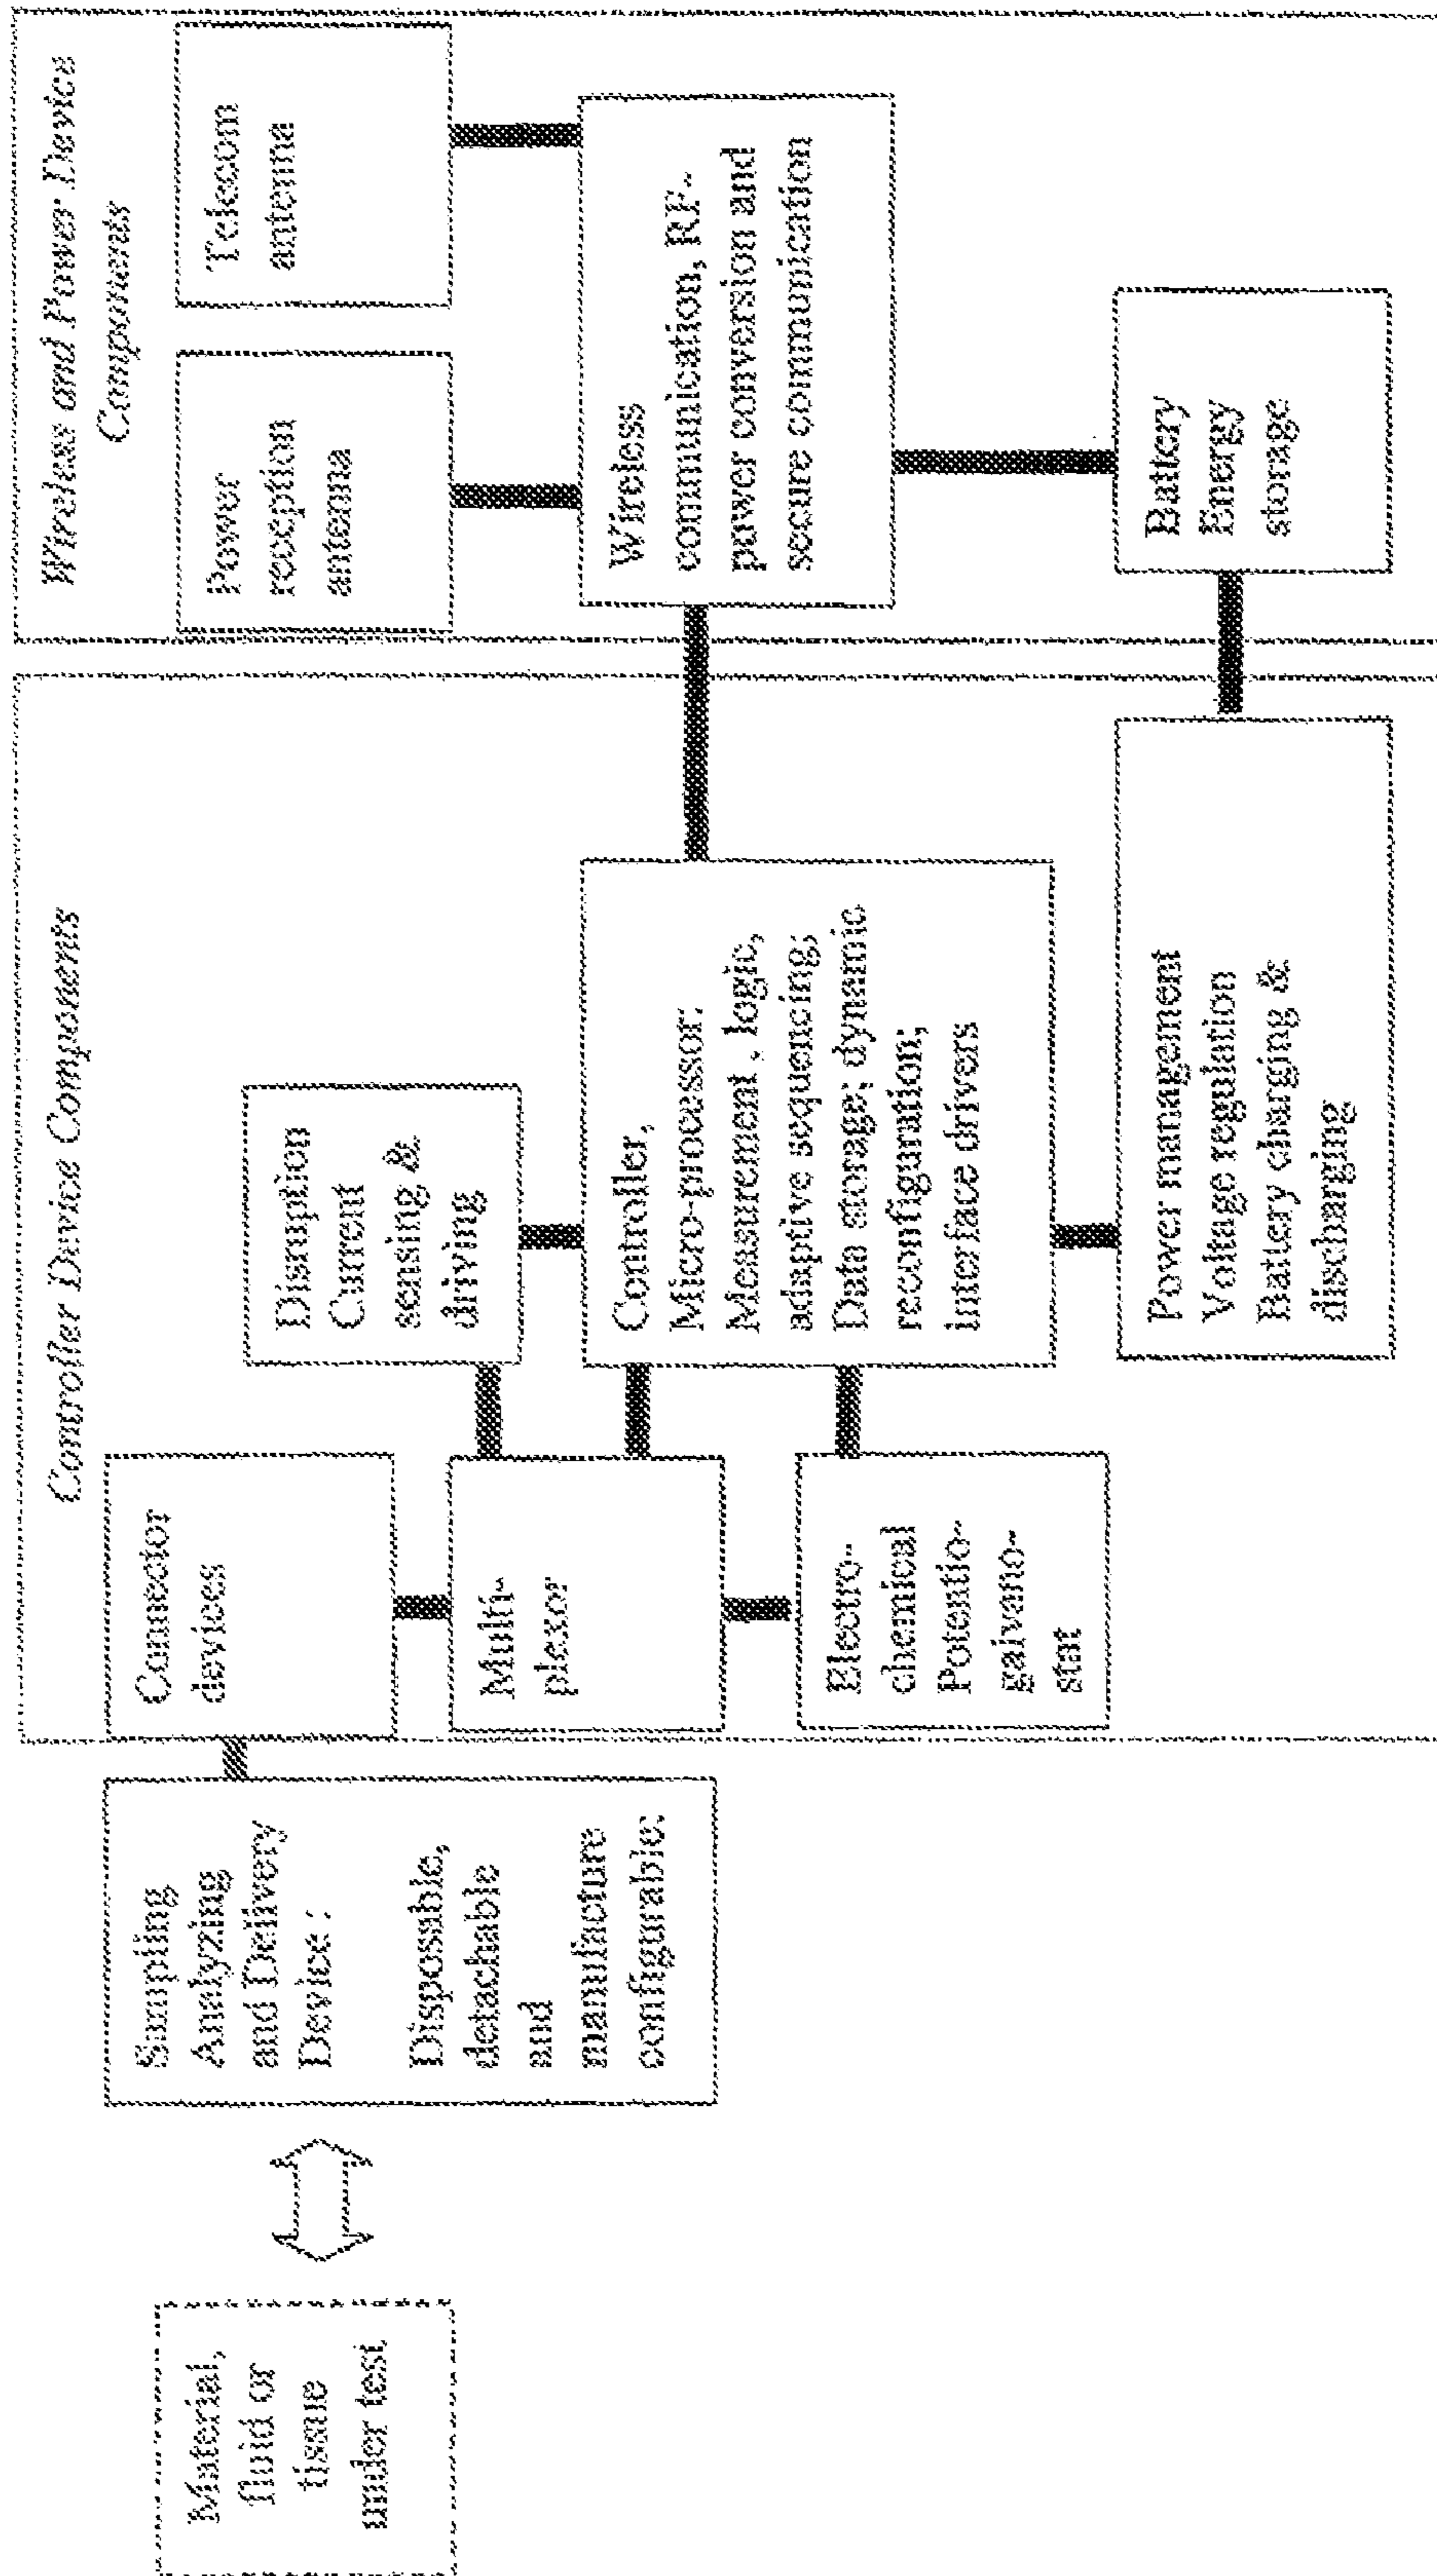 Material,
fluid or
tissue
under test
Sampling
Analyzing
and Delivery
Device :
Disposable,
detachable
and
manufacture
configurable.
Controller Device Components
Connector
devices
Multi-
plexor
Electro-
chemical
Potentio-
galvano-
stat
Disruption
Current
sensing &
driving
Controller,
Micro-processor:
Measurement, logic,
adaptive sequencing;
Data storage; dynamic
reconfiguration;
interface drivers
Power management
Voltage regulation
Battery charging &
discharging
Wireless and Power Device
Components
Power
reception
antenna
Telecom
antenna
Wireless
communication, RF-
power conversion and
secure communication
Battery
Energy
storage